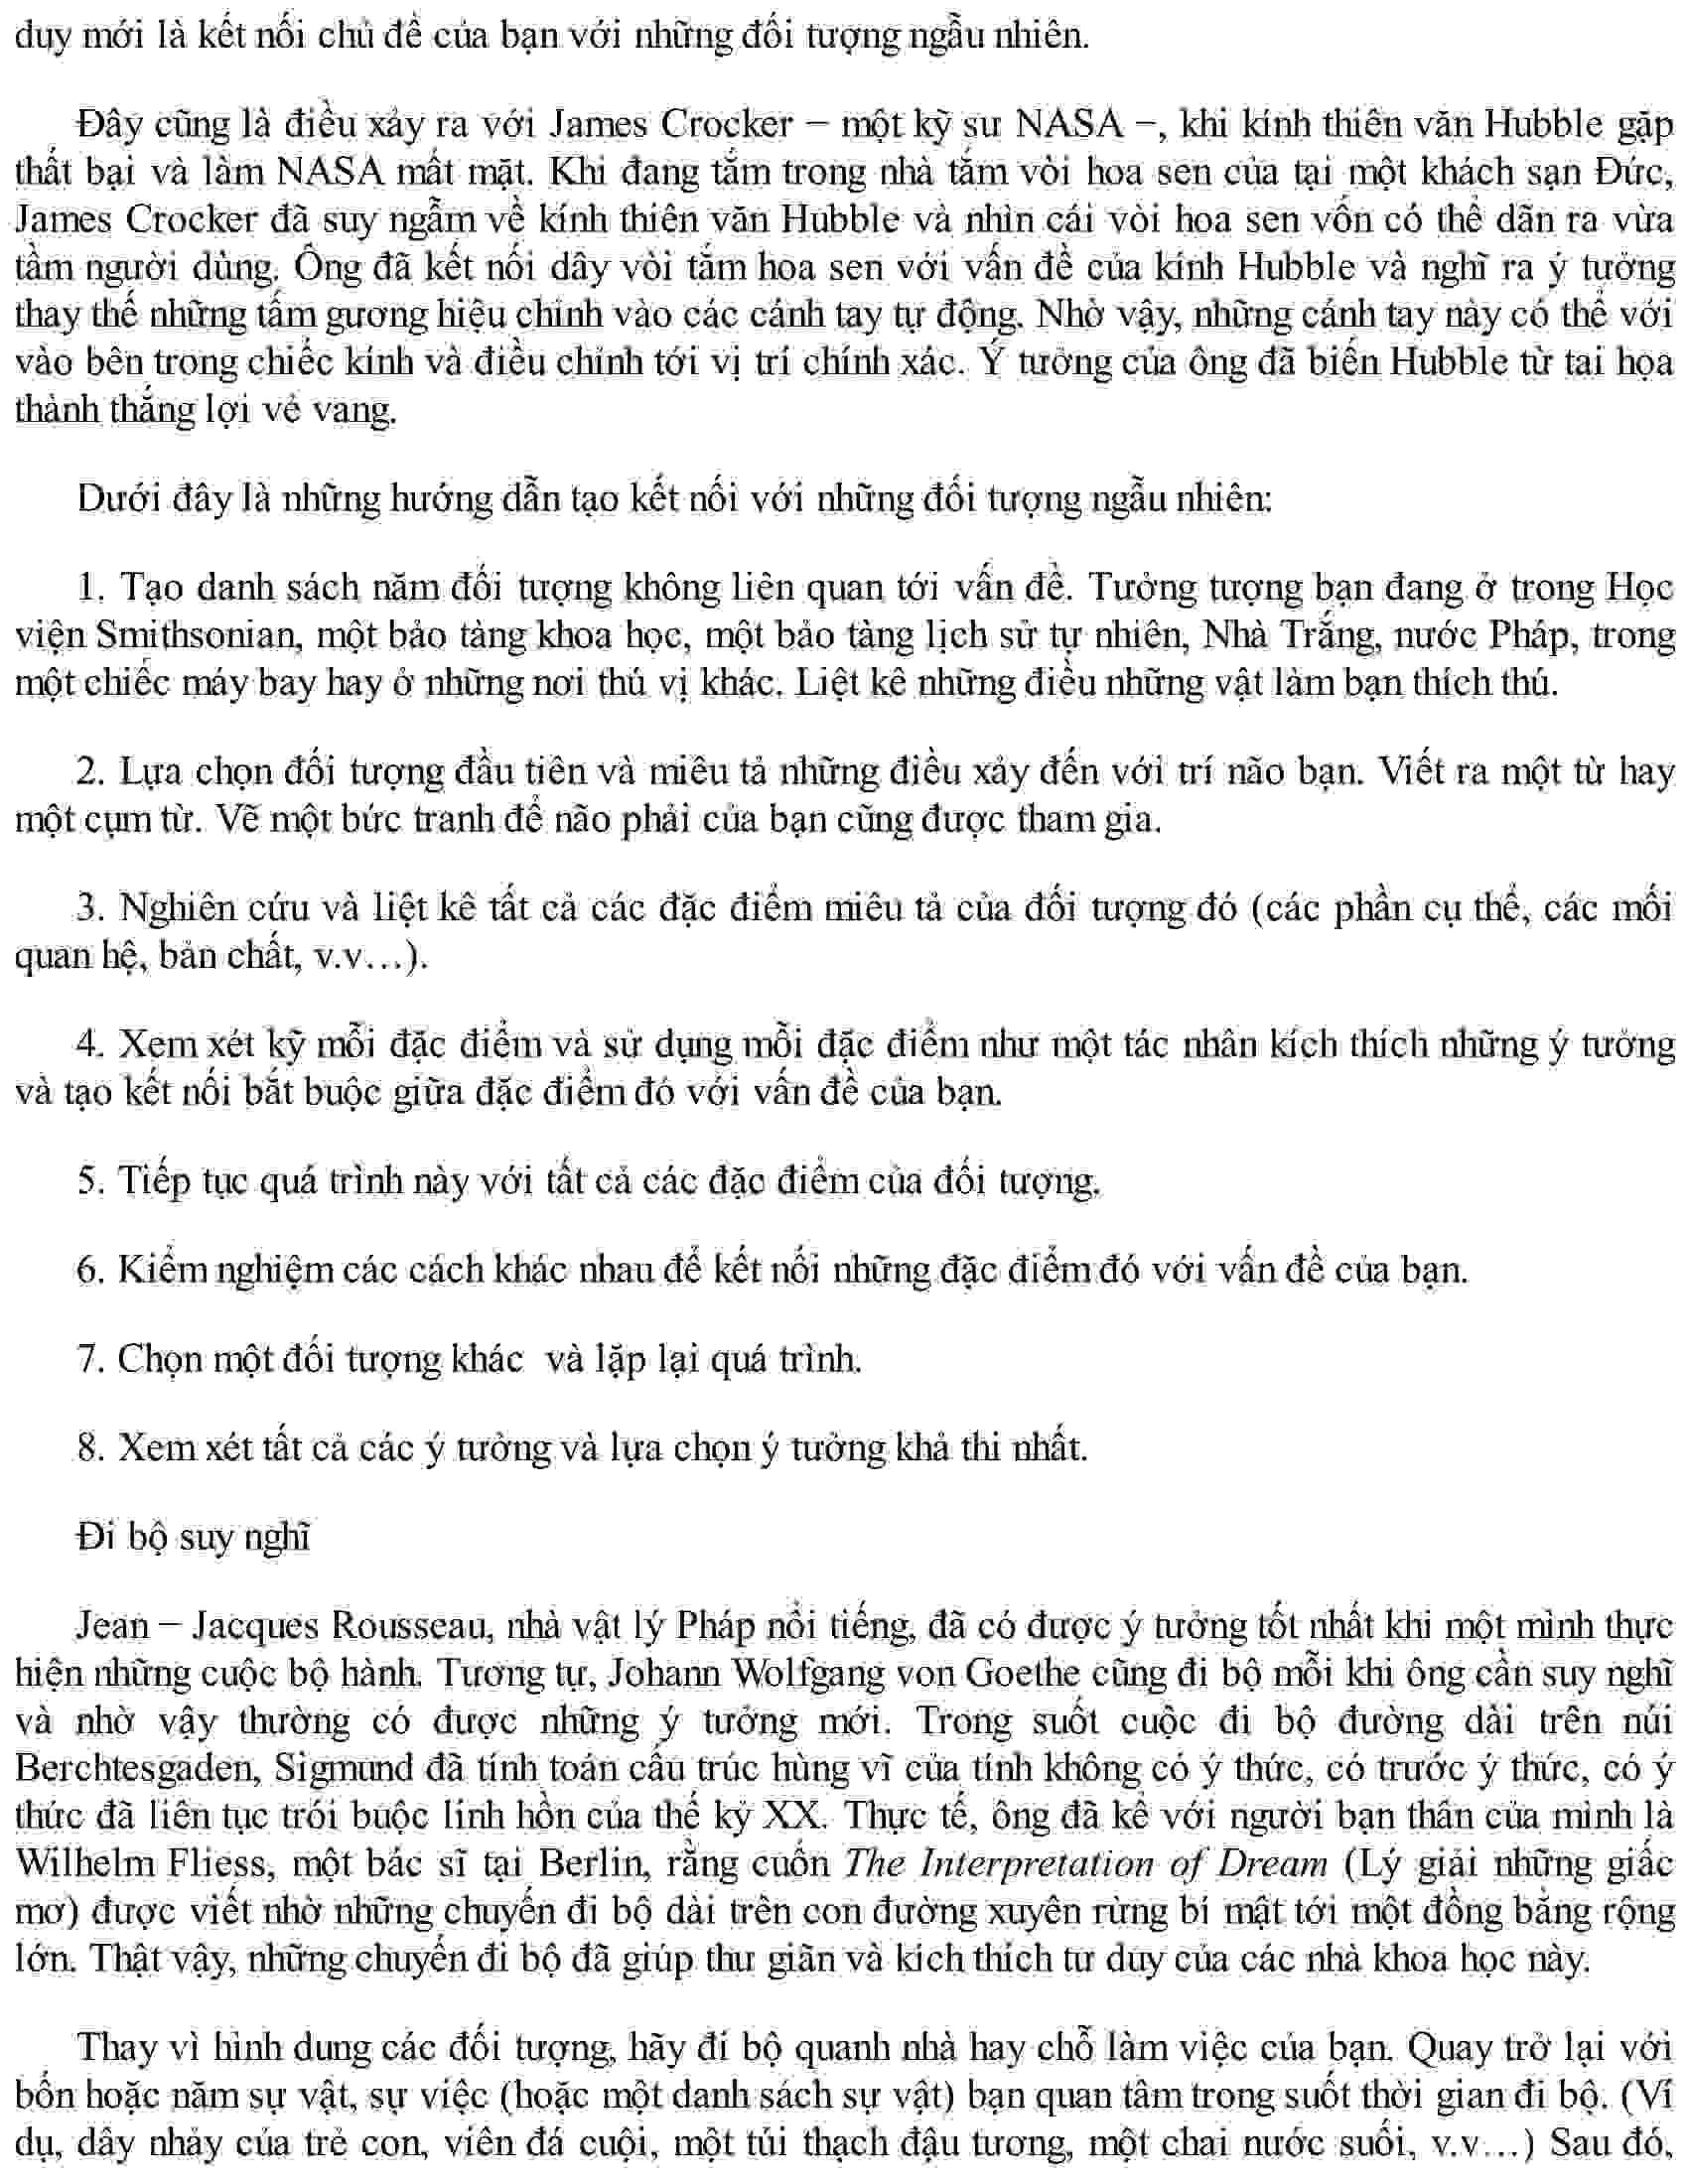 duy mới là kết nối chủ đề của bạn với những đối tượng ngẫu nhiên.
Đây cũng là điều xảy ra với James Crocker – một kỹ sư NASA –, khi kính thiên văn Hubble gặp
thất bại và làm NASA mất mặt. Khi đang tắm trong nhà tắm vòi hoa sen của tại một khách sạn Đức,
James Crocker đã suy ngẫm về kính thiên văn Hubble và nhìn cái vòi hoa sen vốn có thể dãn ra vừa
tầm người dùng. Ông đã kết nối dây vòi tắm hoa sen với vấn đề của kính Hubble và nghĩ ra ý tưởng
thay thế những tấm gương hiệu chỉnh vào các cánh tay tự động. Nhờ vậy, những cánh tay này có thể với
vào bên trong chiếc kính và điều chỉnh tới vị trí chính xác. Ý tưởng của ông đã biến Hubble từ tai họa
thành thắng lợi vẻ vang.
Dưới đây là những hướng dẫn tạo kết nối với những đối tượng ngẫu nhiên:
1. Tạo danh sách năm đối tượng không liên quan tới vấn đề. Tưởng tượng bạn đang ở trong Học
viện Smithsonian, một bảo tàng khoa học, một bảo tàng lịch sử tự nhiên, Nhà Trắng, nước Pháp, trong
một chiếc máy bay hay ở những nơi thú vị khác. Liệt kê những điều những vật làm bạn thích thú.
2. Lựa chọn đối tượng đầu tiên và miêu tả những điều xảy đến với trí não bạn. Viết ra một từ hay
một cụm từ. Vẽ một bức tranh để não phải của bạn cũng được tham gia.
3. Nghiên cứu và liệt kê tất cả các đặc điểm miêu tả của đối tượng đó (các phần cụ thể, các mối
quan hệ, bản chất, v.v…).
4. Xem xét kỹ mỗi đặc điểm và sử dụng mỗi đặc điểm như một tác nhân kích thích những ý tưởng
và tạo kết nối bắt buộc giữa đặc điểm đó với vấn đề của bạn.
5. Tiếp tục quá trình này với tất cả các đặc điểm của đối tượng.
6. Kiểm nghiệm các cách khác nhau để kết nối những đặc điểm đó với vấn đề của bạn.
7. Chọn một đối tượng khác và lặp lại quá trình.
8. Xem xét tất cả các ý tưởng và lựa chọn ý tưởng khả thi nhất.
Đi bộ suy nghĩ
Jean – Jacques Rousseau, nhà vật lý Pháp nổi tiếng, đã có được ý tưởng tốt nhất khi một mình thực
hiện những cuộc bộ hành. Tương tự, Johann Wolfgang von Goethe cũng đi bộ mỗi khi ông cần suy nghĩ
và nhờ vậy thường có được những ý tưởng mới. Trong suốt cuộc đi bộ đường dài trên núi
Berchtesgaden, Sigmund đã tính toán cấu trúc hùng vĩ của tính không có ý thức, có trước ý thức, có ý
thức đã liên tục trói buộc linh hồn của thế kỷ XX. Thực tế, ông đã kể với người bạn thân của mình là
Wilhelm Fliess, một bác sĩ tại Berlin, rằng cuốn The Interpretation of Dream (Lý giải những giấc
mơ) được viết nhờ những chuyến đi bộ dài trên con đường xuyên rừng bí mật tới một đồng bằng rộng
lớn. Thật vậy, những chuyến đi bộ đã giúp thư giãn và kích thích tư duy của các nhà khoa học này.
Thay vì hình dung các đối tượng, hãy đi bộ quanh nhà hay chỗ làm việc của bạn. Quay trở lại với
bốn hoặc năm sự vật, sự việc (hoặc một danh sách sự vật) bạn quan tâm trong suốt thời gian đi bộ. (Ví
dụ, dây nhảy của trẻ con, viên đá cuội, một túi thạch đậu tương, một chai nước suối, v.v…) Sau đó,